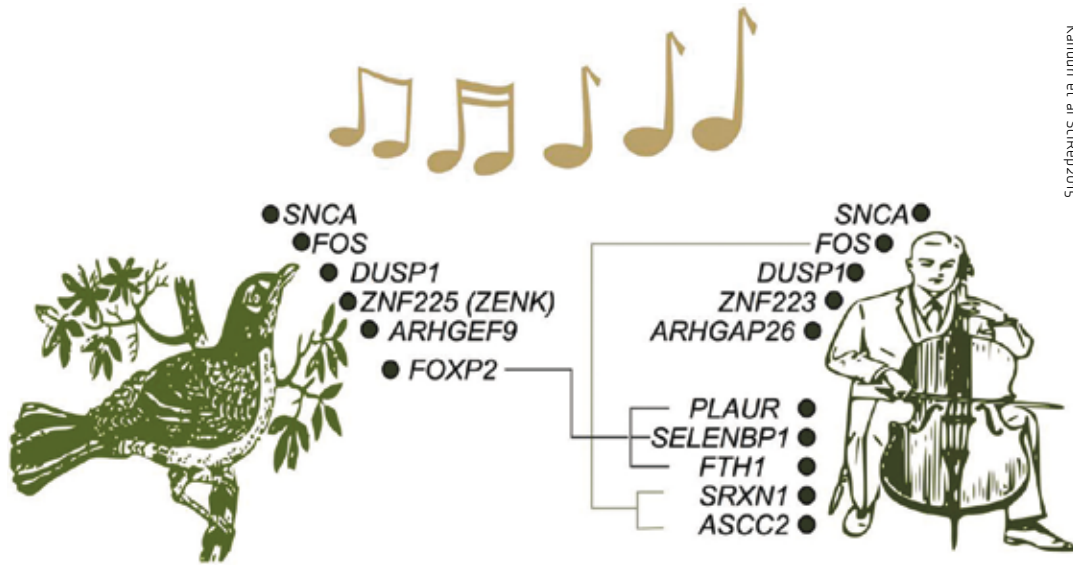 SNCA
FOS
DUSP1
ZNF225 (ZENK)
ARHGEF9
FOXP2
SNCA
FOS
DUSP1
ZNF223
ARHGAP26
PLAUR
SELENBP1
FTH1
SRXN1
ASCC2